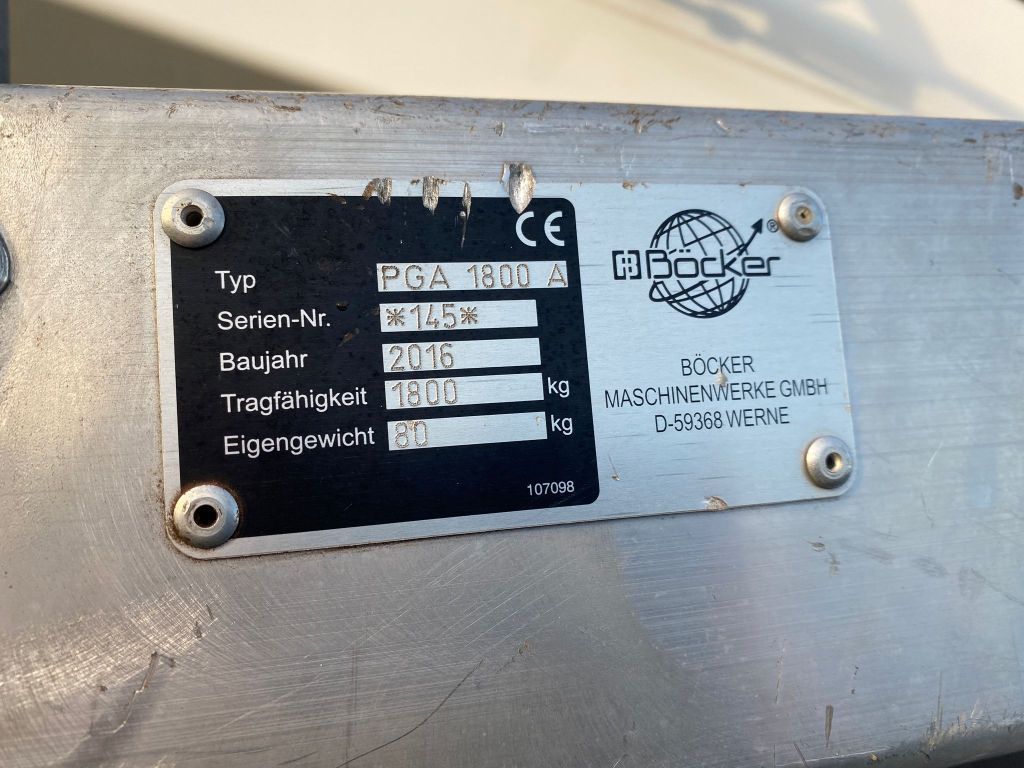 CE
Typ PGA 1800 A
Serien-Nr. *145*
Baujahr 2016
Tragfähigkeit 1800 kg
Eigengewicht 80 kg
107098
Böcker ®
BÖCKER
MASCHINENWERKE GMBH
D-59368 WERNE